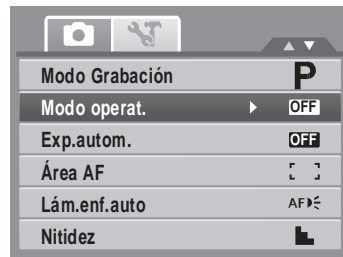 Modo Grabación P
Modo operat. OFF
Exp.autom. OFF
Área AF
Lám.enf.auto AF
Nitidez